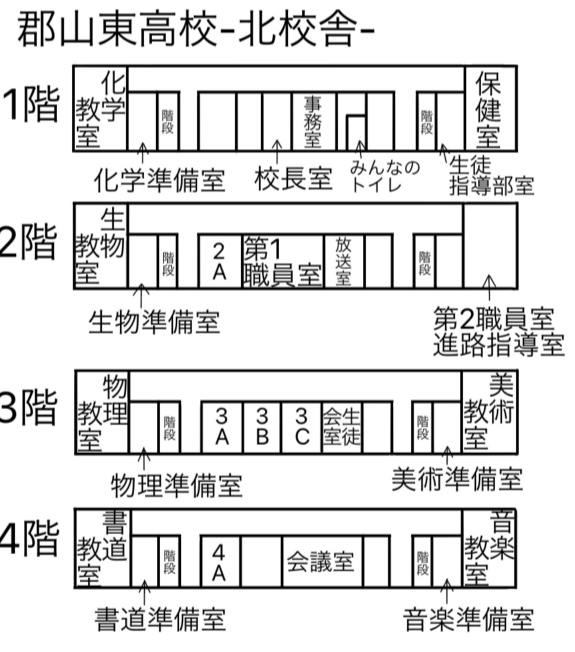 郡山東高校-北校舎-
1階
化学教室
階段
事務室
階段
保健室
化学準備室
校長室
みんなの
トイレ
生徒
指導部室
2階
生物教室
階段
2A
第1
職員室
放送室
階段
生物準備室
第2職員室
進路指導室
3階
物理教室
階段
3A
3B
3C
生徒会室
階段
美術教室
物理準備室
美術準備室
4階
書道教室
階段
4A
会議室
階段
音楽教室
書道準備室
音楽準備室